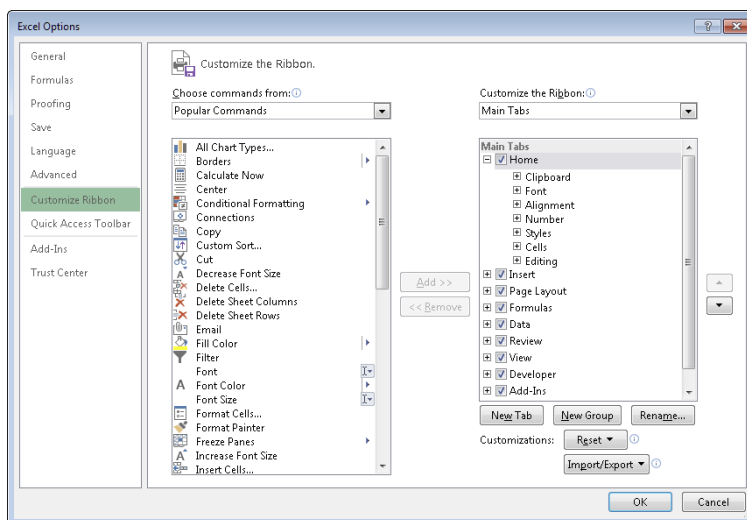 Excel Options
General
Formulas
Proofing
Save
Language
Advanced
Customize Ribbon
Quick Access Toolbar
Add-Ins
Trust Center
Customize the Ribbon.
Choose commands from:
Popular Commands
All Chart Types...
Borders
Calculate Now
Center
Conditional Formatting
Connections
Copy
Custom Sort...
Cut
Decrease Font Size
Delete Cells...
Delete Sheet Columns
Delete Sheet Rows
Email
Fill Color
Filter
Font
Font Color
Font Size
Format Cells...
Format Painter
Freeze Panes
Increase Font Size
Insert Cells...
Add >>
<< Remove
Customize the Ribbon:
Main Tabs
Main Tabs
Home
Clipboard
Font
Alignment
Number
Styles
Cells
Editing
Insert
Page Layout
Formulas
Data
Review
View
Developer
Add-Ins
New Tab New Group Rename...
Customizations: Reset
Import/Export
OK Cancel